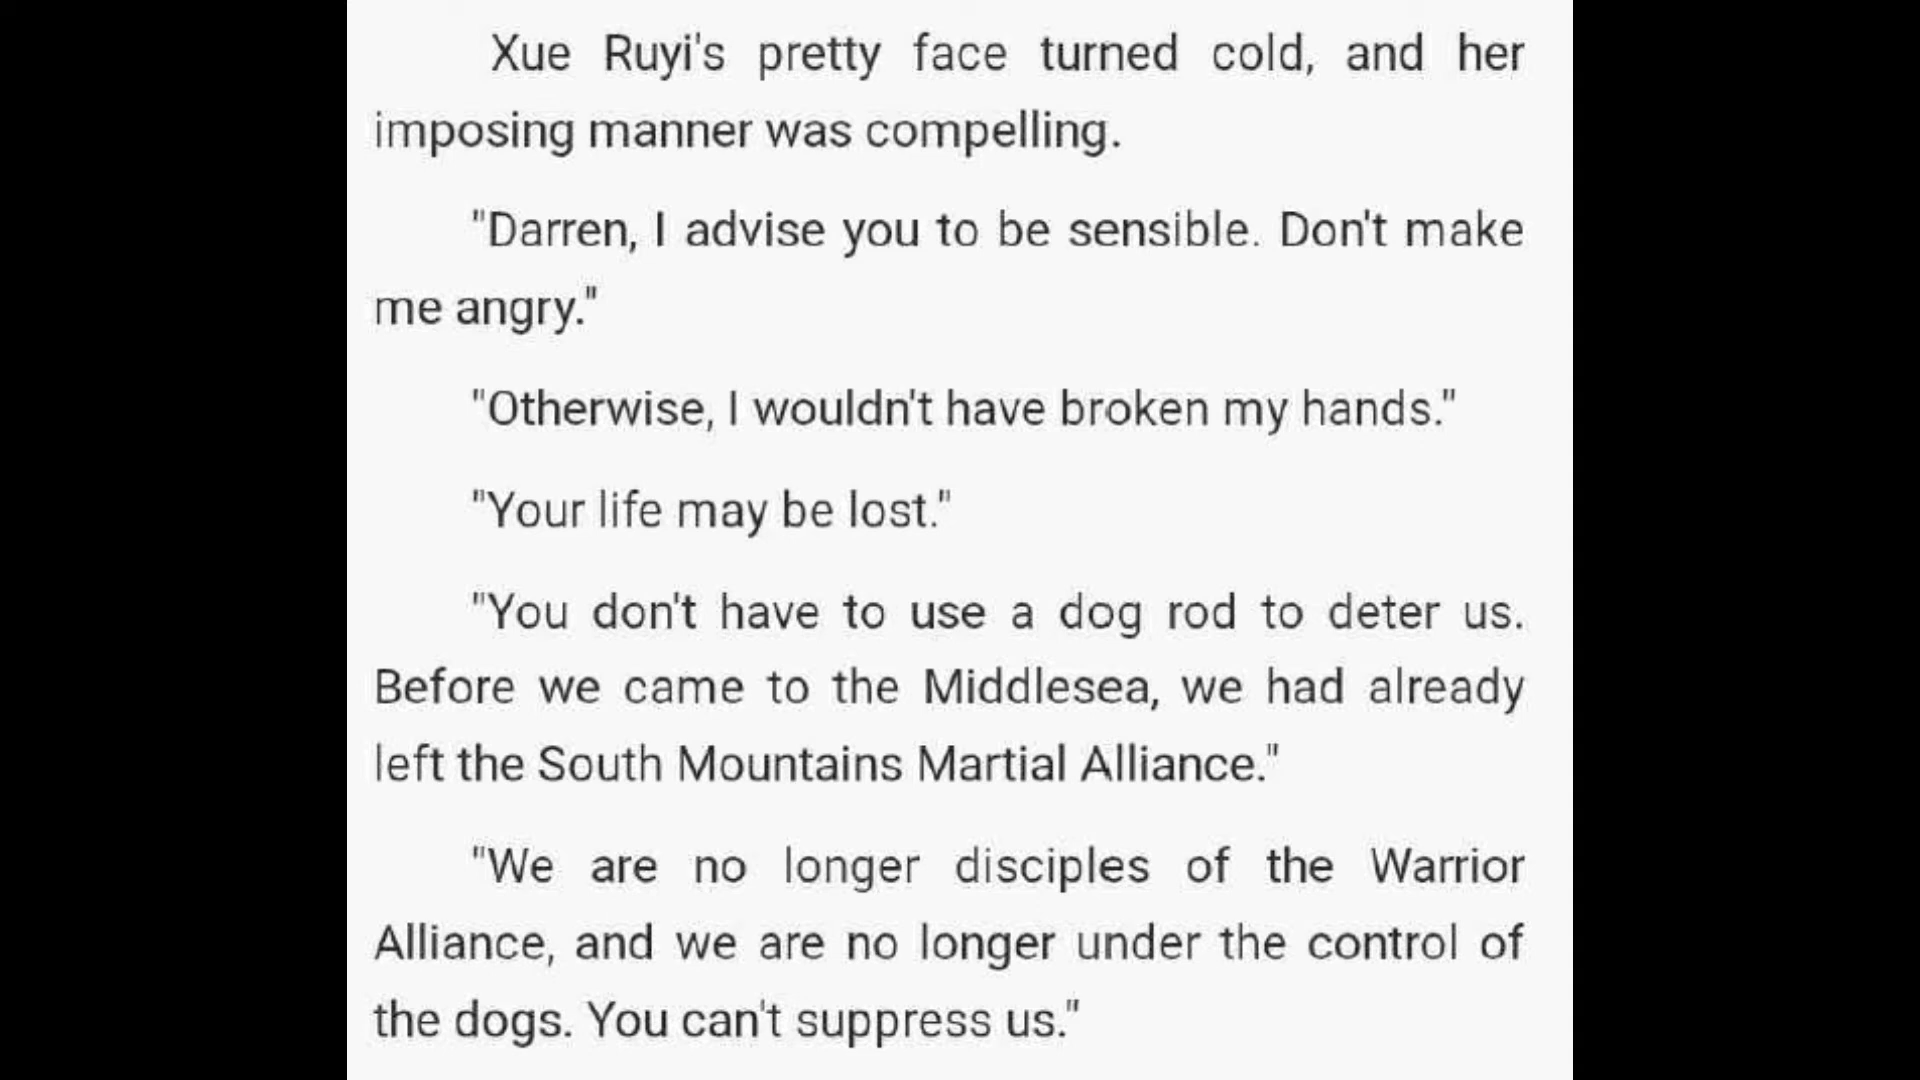 Xue Ruyi's pretty face turned cold, and her
imposing manner was compelling.
"Darren, I advise you to be sensible. Don't make
me angry."
"Otherwise, I wouldn't have broken my hands."
"Your life may be lost."
"You don't have to use a dog rod to deter us.
Before we came to the Middlesea, we had already
left the South Mountains Martial Alliance."
"We are no longer disciples of the Warrior
Alliance, and we are no longer under the control of
the dogs. You can't suppress us."